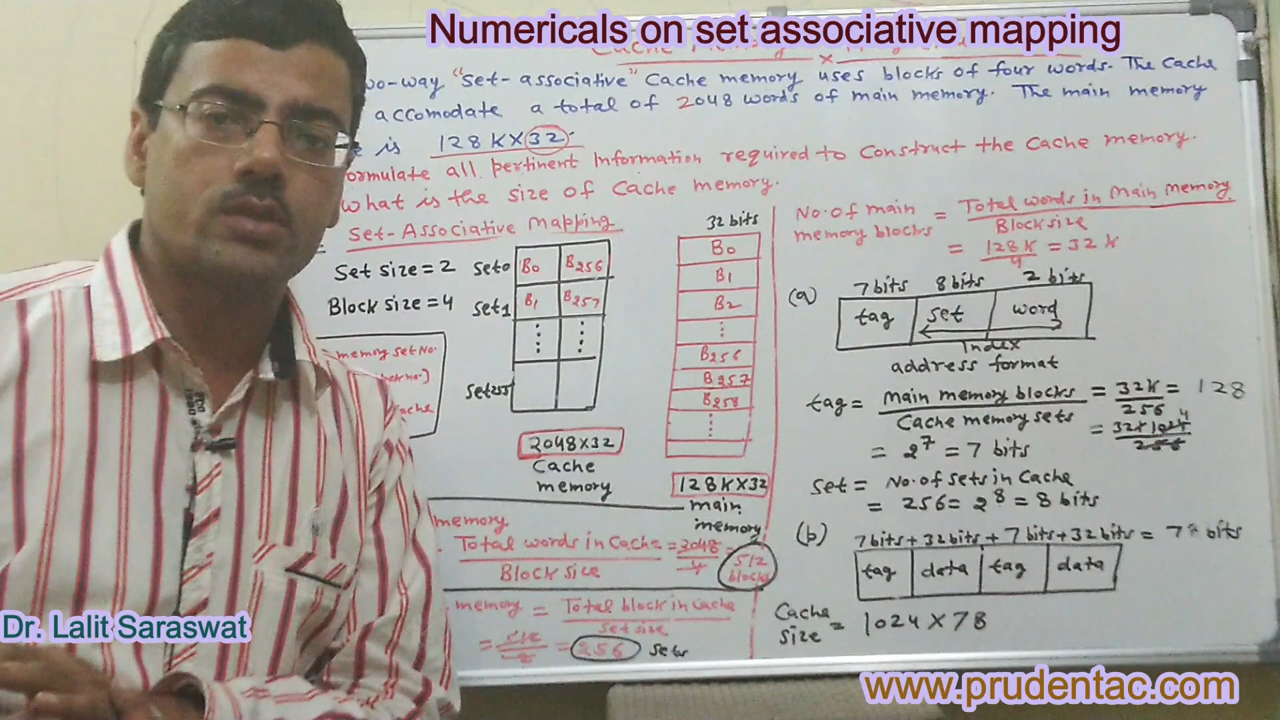 Numericals on set associative mapping
wo-way "set-associative" Cache memory uses blocks of four words. The Cache
accomodate a total of 2048 words of main memory. The main memory
is 128 K X 32.
ormulate all pertinent Information required to Construct the Cache memory.
what is the size of Cache memory.
Set-Associative Mapping
Set size = 2
Block size = 4
memory set No.
set0 B0 B256
set1 B1 B257
set255
2048X32
Cache
memory
32 bits
B0
B1
B2
B256
B257
B258
128KX32
main
memory
memory
Total words in Cache = 2048 = 512 blocks
Block size 4
memory = Total block in Cache
set size
= 256 sets
No. of main memory blocks = Total words in Main Memory
Block size
= 128 K = 32 K
4
(a) 7 bits 8 bits 2 bits
tag set word
Index
address format
tag = Main memory blocks = 32K = 128
Cache memory sets 256
= 32 X 1024 4
256
= 2^7 = 7 bits
set = No. of sets in Cache
= 256 = 2^8 = 8 bits
(b) 7 bits + 32 bits + 7 bits + 32 bits = 78 bits
tag data tag data
Cache size = 1024 X 78
Dr. Lalit Saraswat
www.prudentac.com